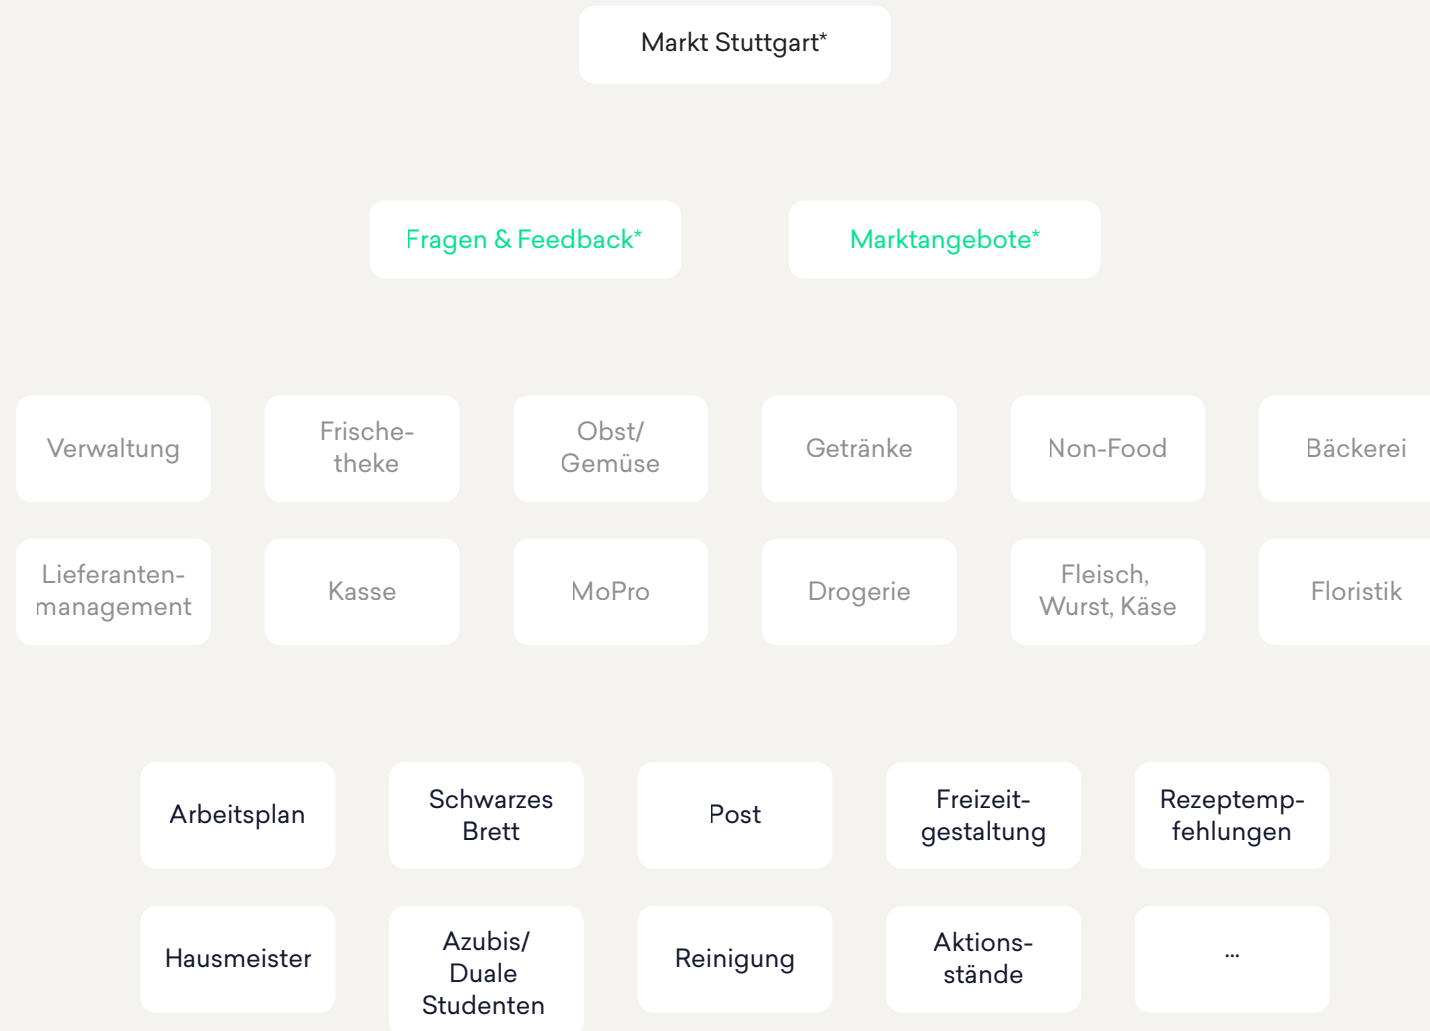 Markt Stuttgart*
Fragen & Feedback*
Marktangebote*
Verwaltung
Frische-
theke
Obst/
Gemüse
Getränke
Non-Food
Bäckerei
Lieferanten-
management
Kasse
MoPro
Drogerie
Fleisch,
Wurst, Käse
Floristik
Arbeitsplan
Schwarzes
Brett
Post
Freizeit-
gestaltung
Rezeptemp-
fehlungen
Hausmeister
Azubis/
Duale
Studenten
Reinigung
Aktions-
stände
...